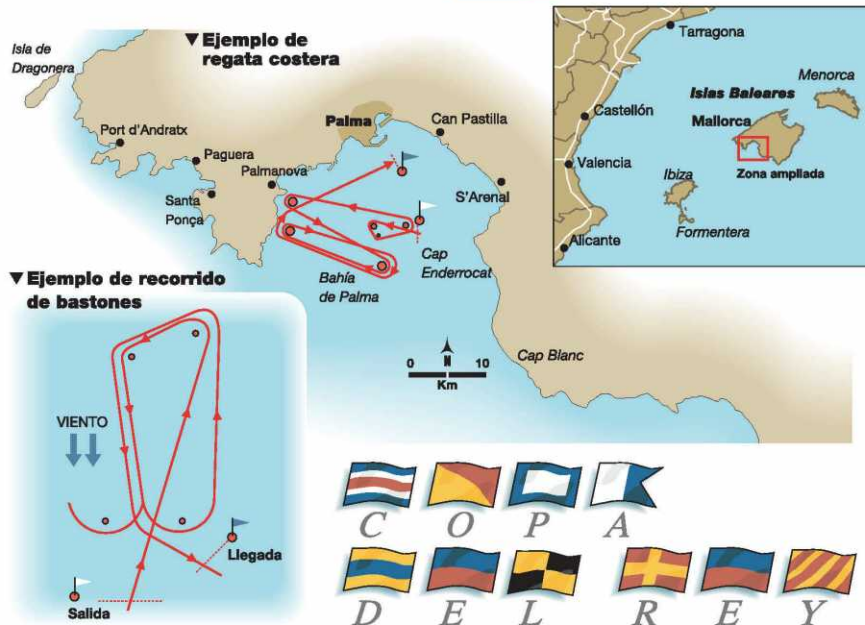 ▼ Ejemplo de
regata costera
Isla de
Dragonera
Port d'Andratx
Paguera
Palmanova
Santa
Ponça
Palma
Can Pastilla
S'Arenal
Cap
Enderrocat
Bahía
de Palma
Cap Blanc
N
0 10
Km
Tarragona
Menorca
Islas Baleares
Castellón
Mallorca
Valencia
Zona ampliada
Ibiza
Formentera
Alicante
▼ Ejemplo de recorrido
de bastones
VIENTO
Llegada
Salida
C O P A
D E L R E Y